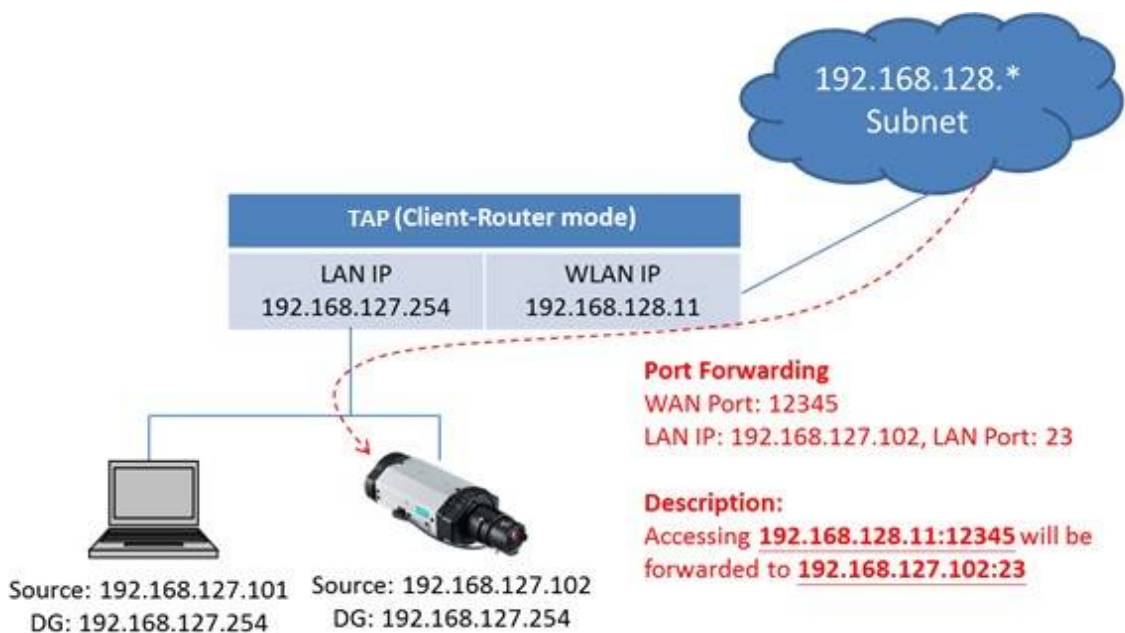 192.168.128.*
Subnet
TAP (Client-Router mode)
LAN IP
192.168.127.254
WLAN IP
192.168.128.11
Port Forwarding
WAN Port: 12345
LAN IP: 192.168.127.102, LAN Port: 23
Description:
Accessing 192.168.128.11:12345 will be
forwarded to 192.168.127.102:23
Source: 192.168.127.101
DG: 192.168.127.254
Source: 192.168.127.102
DG: 192.168.127.254